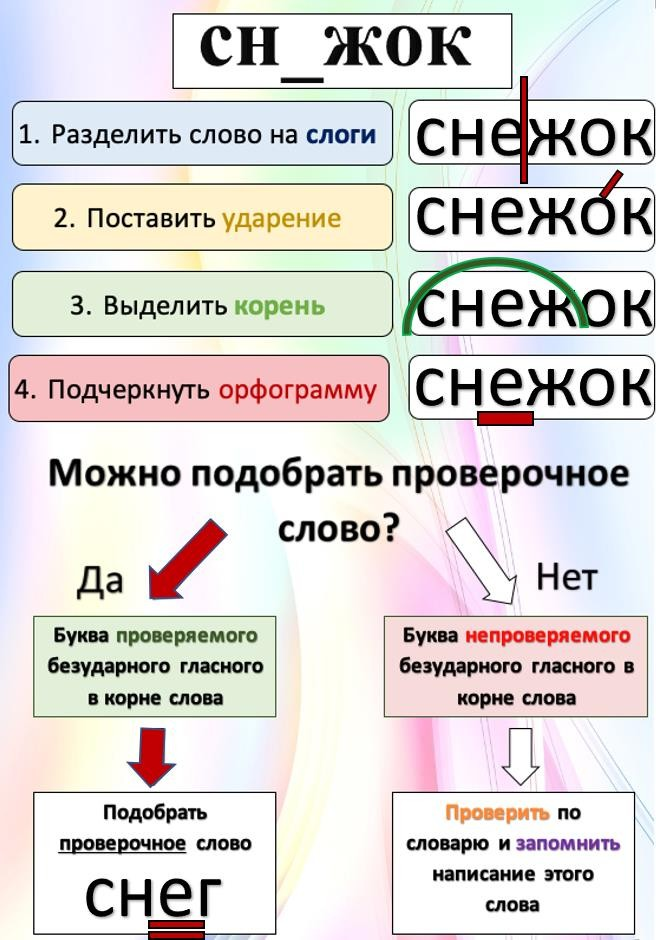 сн_жок
1. Разделить слово на слоги
снежок
2. Поставить ударение
снежок
3. Выделить корень
снежок
4. Подчеркнуть орфограмму
снежок
Можно подобрать проверочное
слово?
Да
Нет
Буква проверяемого
безударного гласного
в корне слова
Буква непроверяемого
безударного гласного в
корне слова
Подобрать
проверочное слово
снег
Проверить по
словарю и запомнить
написание этого
слова